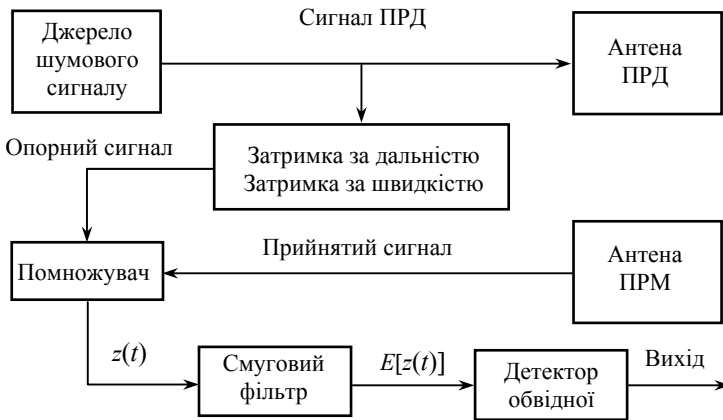 Сигнал ПРД
Джерело
шумового
сигналу
Антена
ПРД
Опорний сигнал
Затримка за дальністю
Затримка за швидкістю
Прийнятий сигнал
Помножувач
Антена
ПРМ
z(t)
Смуговий
фільтр
E[z(t)]
Детектор
обвідної
Вихід